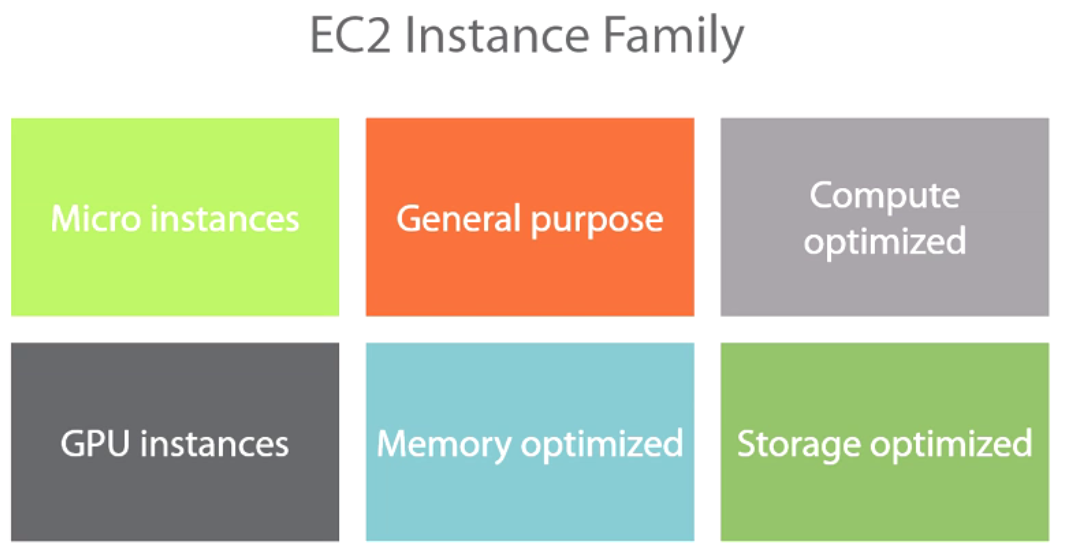 EC2 Instance Family
Micro instances
General purpose
Compute
optimized
GPU instances
Memory optimized
Storage optimized